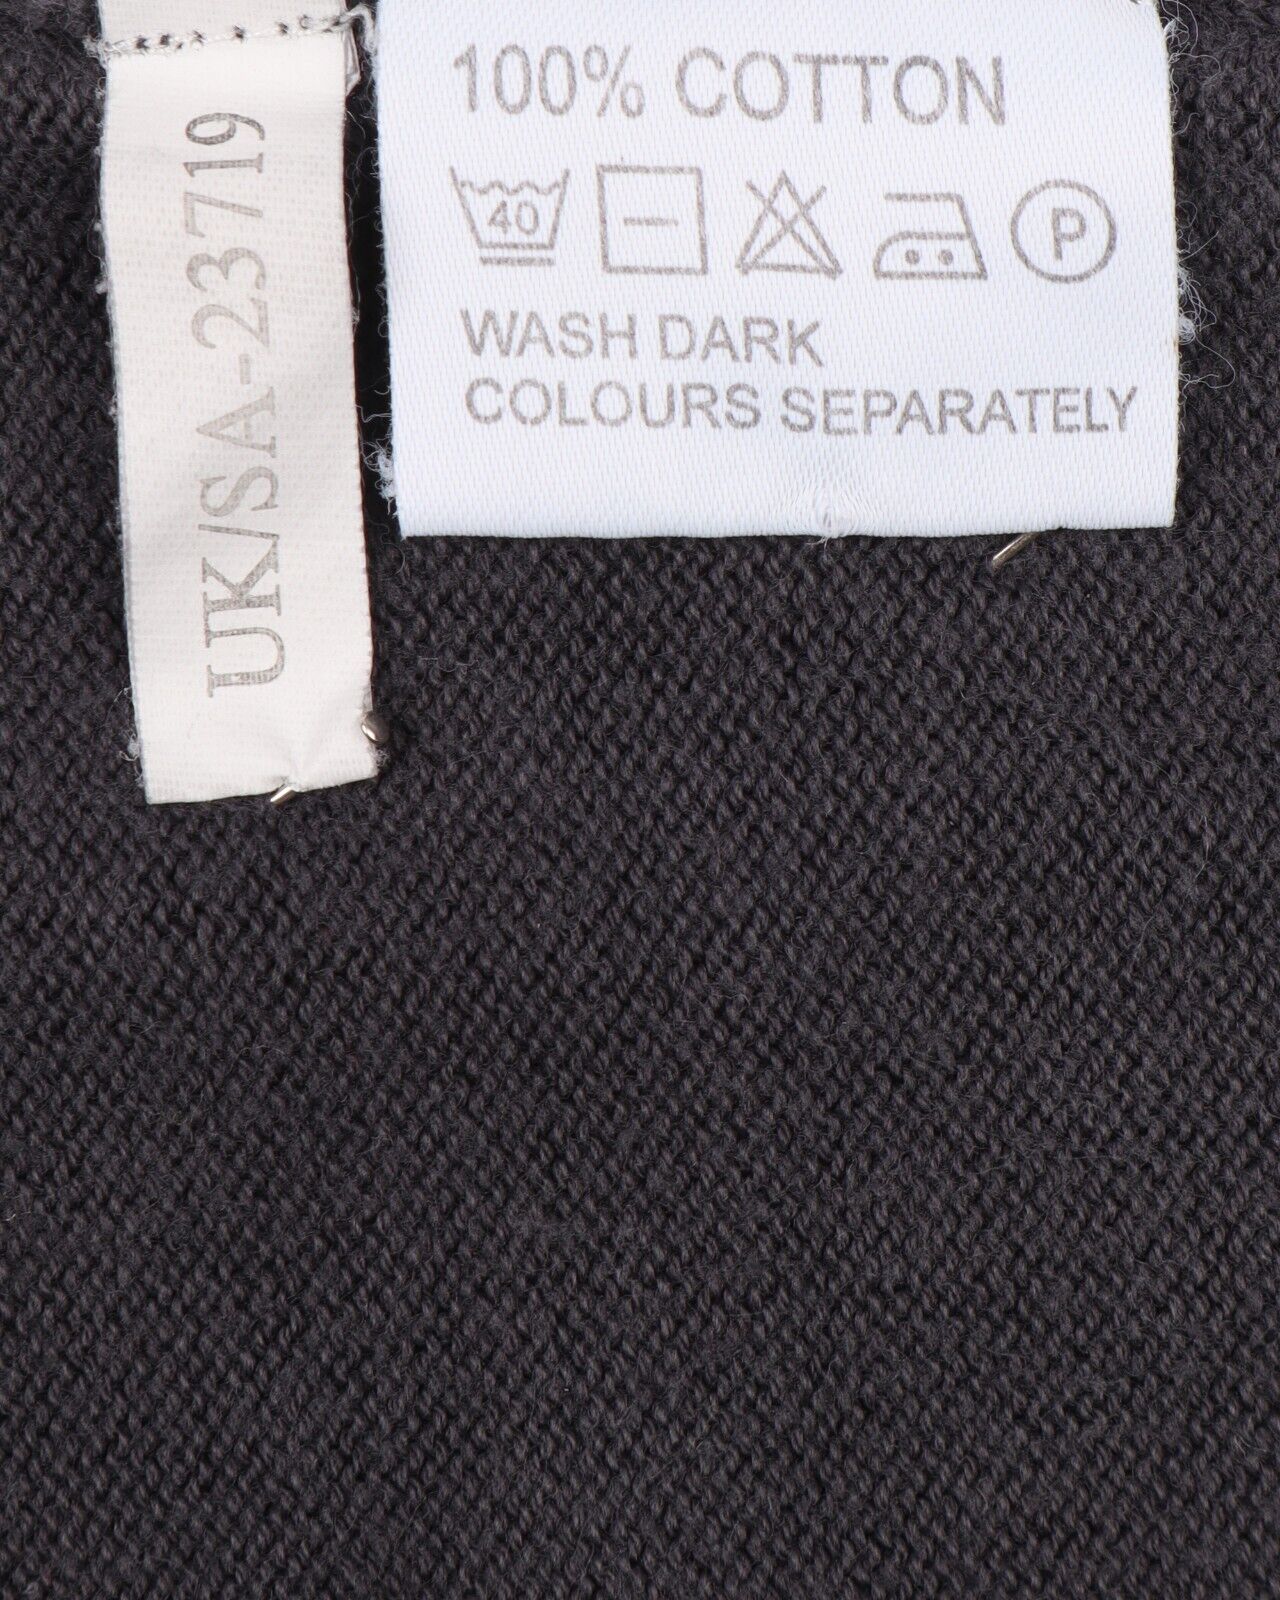 UK/SA-23719
100% COTTON
40
P
WASH DARK
COLOURS SEPARATELY